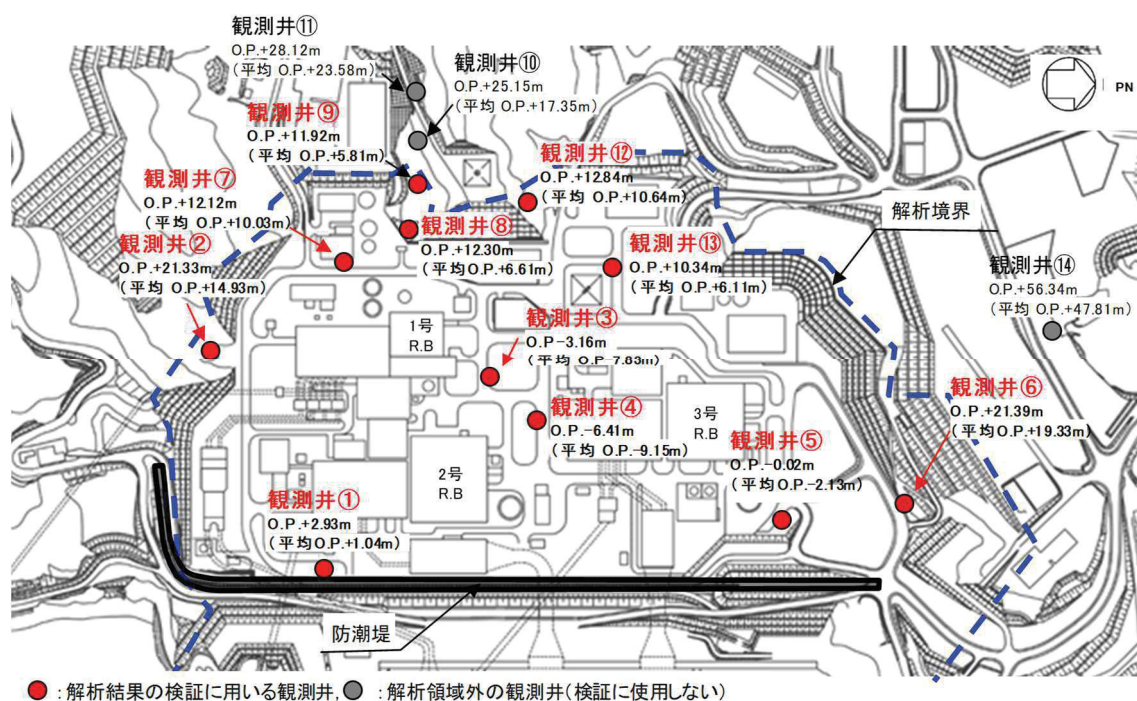 観測井⑪
O.P.+28.12m
(平均 O.P.+23.58m)
観測井⑩
O.P.+25.15m
(平均 O.P.+17.35m)
PN
観測井⑨
O.P.+11.92m
(平均 O.P.+5.81m)
観測井⑫
O.P.+12.84m
(平均 O.P.+10.64m)
観測井⑦
O.P.+12.12m
(平均 O.P.+10.03m)
解析境界
観測井⑧
O.P.+12.30m
(平均 O.P.+6.61m)
観測井⑬
O.P.+10.34m
(平均 O.P.+6.11m)
観測井②
O.P.+21.33m
(平均 O.P.+14.93m)
観測井⑭
O.P.+56.34m
(平均 O.P.+47.81m)
1号
R.B
観測井③
O.P-3.16m
(平均 O.P-7.63m)
観測井⑥
O.P.+21.39m
(平均O.P.+19.33m)
観測井④
O.P.-6.41m
(平均 O.P.-9.15m)
3号
R.B
観測井⑤
O.P.-0.02m
(平均 O.P.-2.13m)
2号
R.B
観測井①
O.P.+2.93m
(平均O.P.+1.04m)
防潮堤
:解析結果の検証に用いる観測井, :解析領域外の観測井(検証に使用しない)